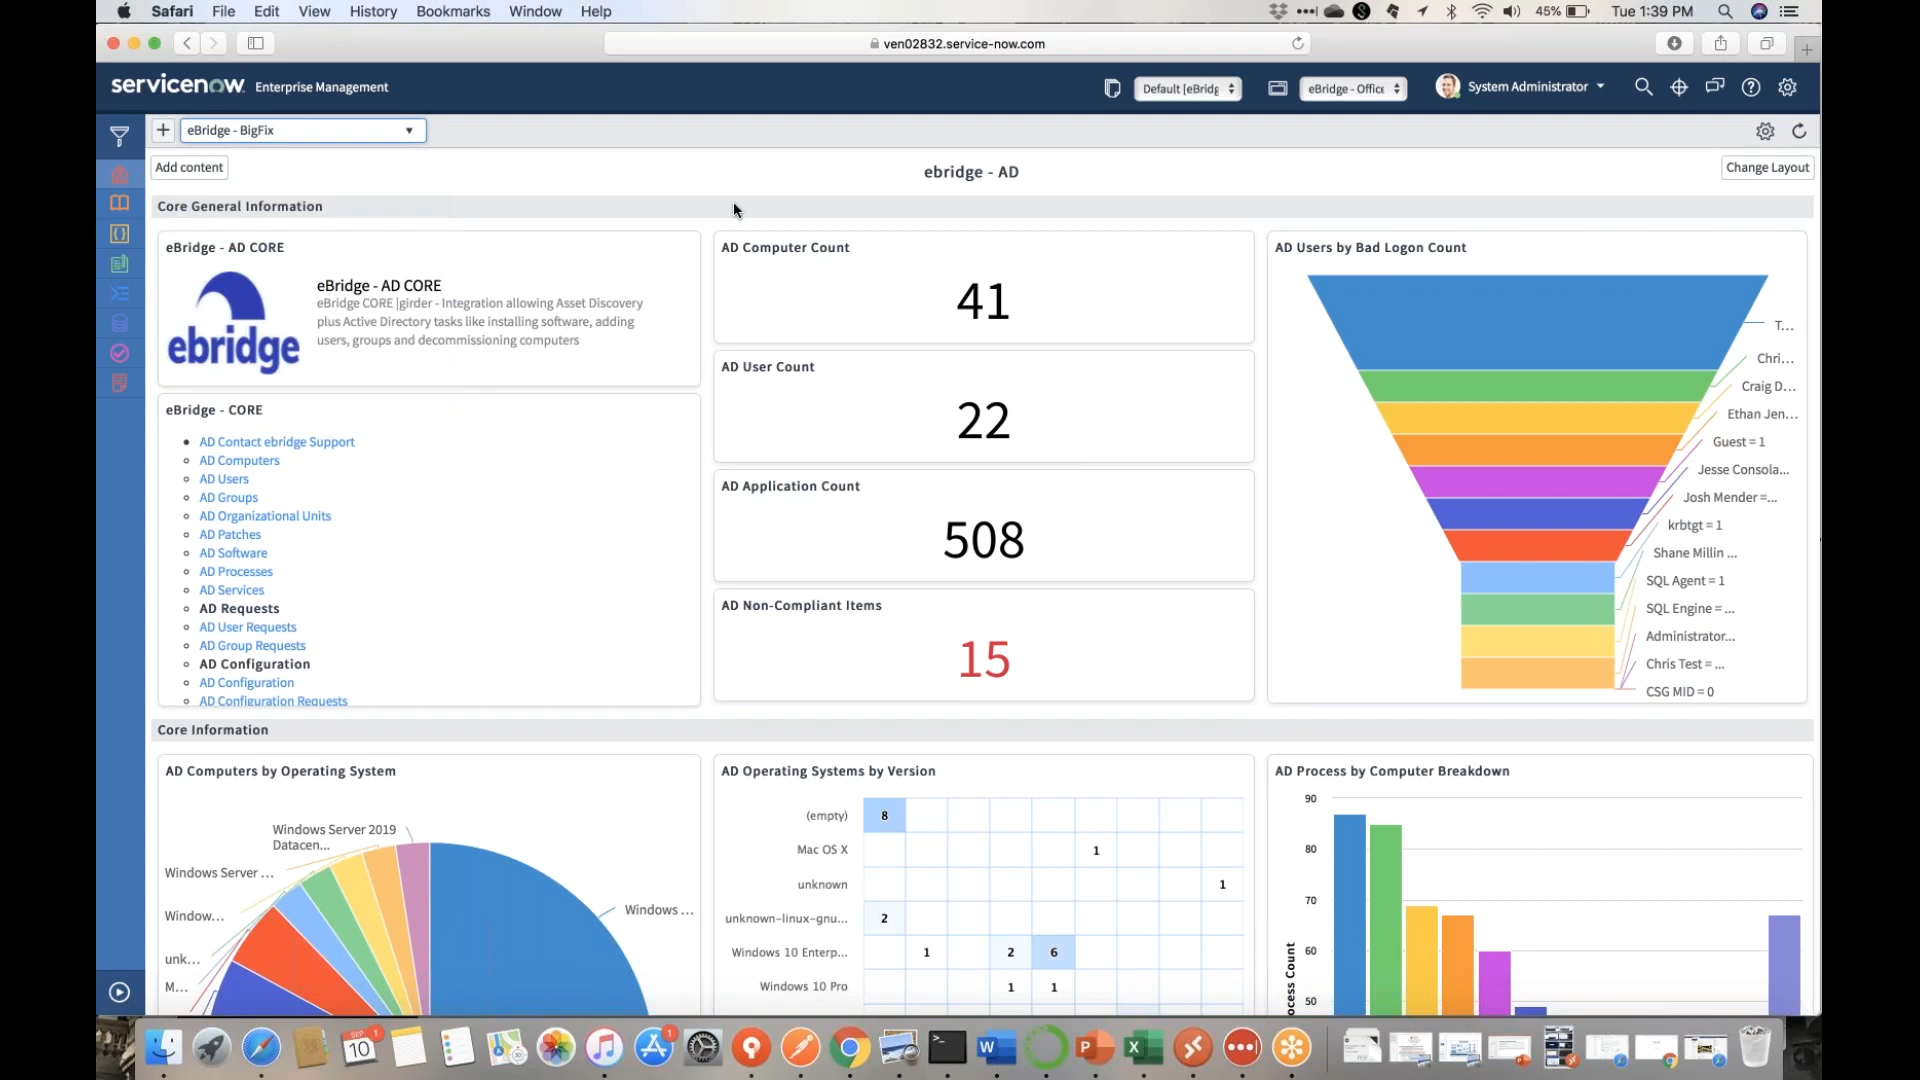 Safari File Edit View History Bookmarks Window Help
45% Tue 1:39 PM
ven02832.service-now.com
servicenow Enterprise Management
Default [eBridg
eBridge - Office
System Administrator
eBridge - BigFix
Add content
ebridge - AD
Change Layout
Core General Information
eBridge - AD CORE
ebridge
eBridge - AD CORE
eBridge CORE |girder - Integration allowing Asset Discovery
plus Active Directory tasks like installing software, adding
users, groups and decommissioning computers
eBridge - CORE
AD Contact ebridge Support
AD Computers
AD Users
AD Groups
AD Organizational Units
AD Patches
AD Software
AD Processes
AD Services
AD Requests
AD User Requests
AD Group Requests
AD Configuration
AD Configuration
AD Configuration Requests
AD Computer Count
41
AD User Count
22
AD Application Count
508
AD Non-Compliant Items
15
AD Users by Bad Logon Count
T...
Chri...
Craig D...
Ethan Jen...
Guest = 1
Jesse Consola...
Josh Mender =...
krbtgt = 1
Shane Millin ...
SQL Agent = 1
SQL Engine = ...
Administrator...
Chris Test = ...
CSG MID = 0
Core Information
AD Computers by Operating System
Windows Server 2019
Datacen...
Windows Server ...
Window...
unk...
M...
Windows ...
AD Operating Systems by Version
(empty) 8
Mac OS X 1
unknown 1
unknown-linux-gnu... 2
Windows 10 Enterp... 1 2 6
Windows 10 Pro 1 1
AD Process by Computer Breakdown
90
80
70
60
50
ocess Count
SEP
10
1
1
W
P
X